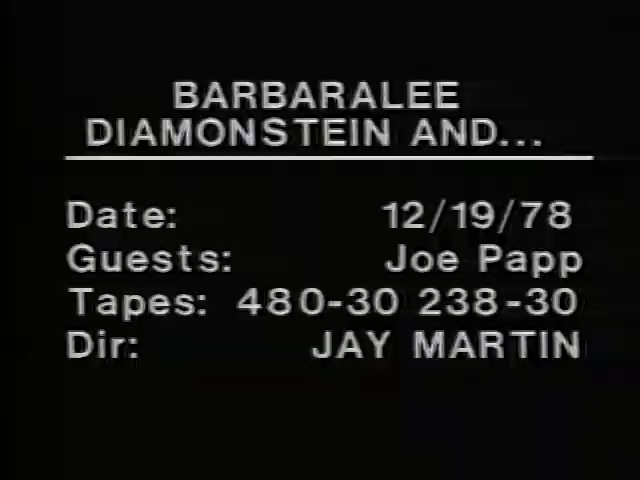 BARBARALEE
DIAMONSTEIN AND...
Date: 12/19/78
Guests: Joe Papp
Tapes: 480-30 238-30
Dir: JAY MARTIN